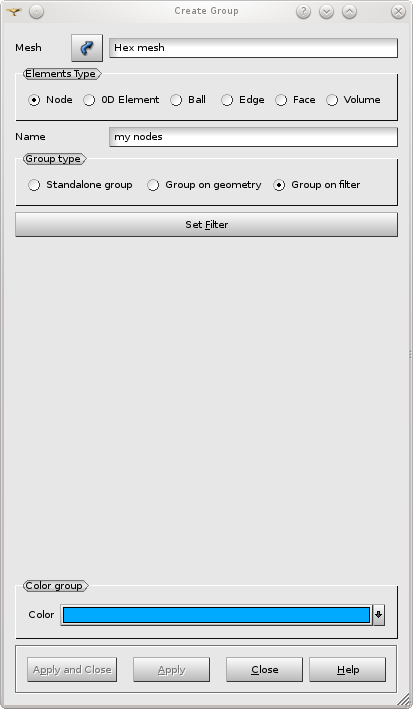 Create Group
Mesh Hex mesh
Elements Type
Node 0D Element Ball Edge Face Volume
Name my nodes
Group type
Standalone group Group on geometry Group on filter
Set Filter
Color group
Color
Apply and Close Apply Close Help